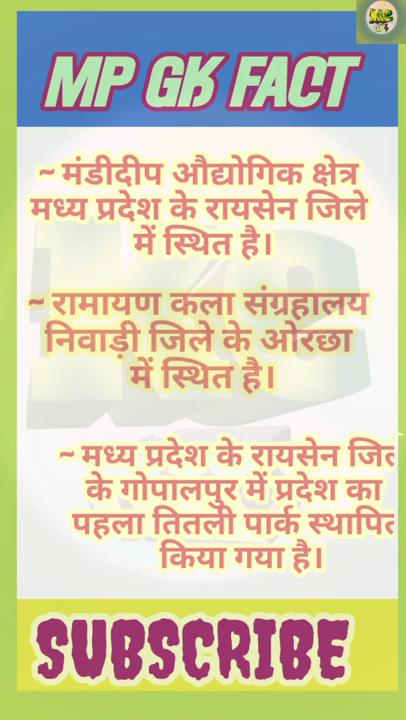 MP GK FACT
~ मंडीदीप औद्योगिक क्षेत्र
मध्य प्रदेश के रायसेन जिले
में स्थित है।
~ रामायण कला संग्रहालय
निवाड़ी जिले के ओरछा
में स्थित है।
~ मध्य प्रदेश के रायसेन
के गोपालपुर में प्रदेश का
पहला तितली पार्क
किया गया है।
SUBSCRIBE